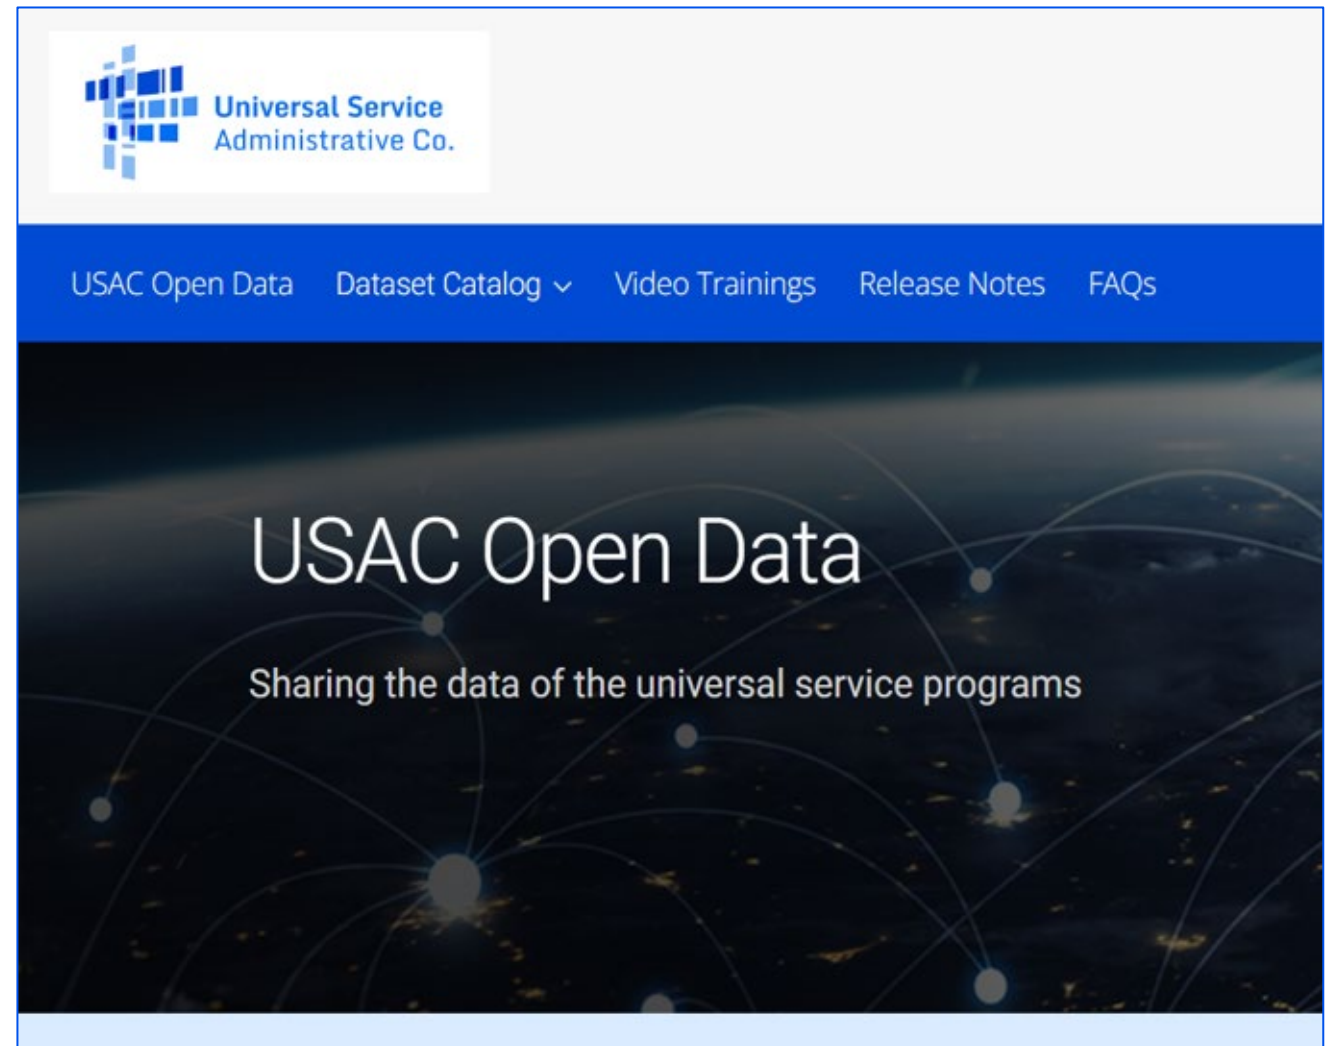 Universal Service
Administrative Co.
USAC Open Data Dataset Catalog Video Trainings Release Notes FAQs
USAC Open Data
Sharing the data of the universal service programs